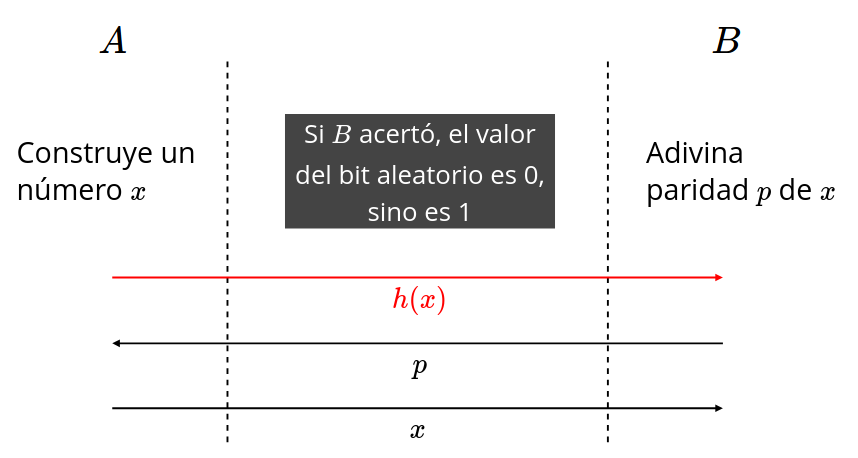 A
B
Construye un
número x
Si B acertó, el valor
del bit aleatorio es 0,
sino es 1
Adivina
paridad p de x
h(x)
p
x